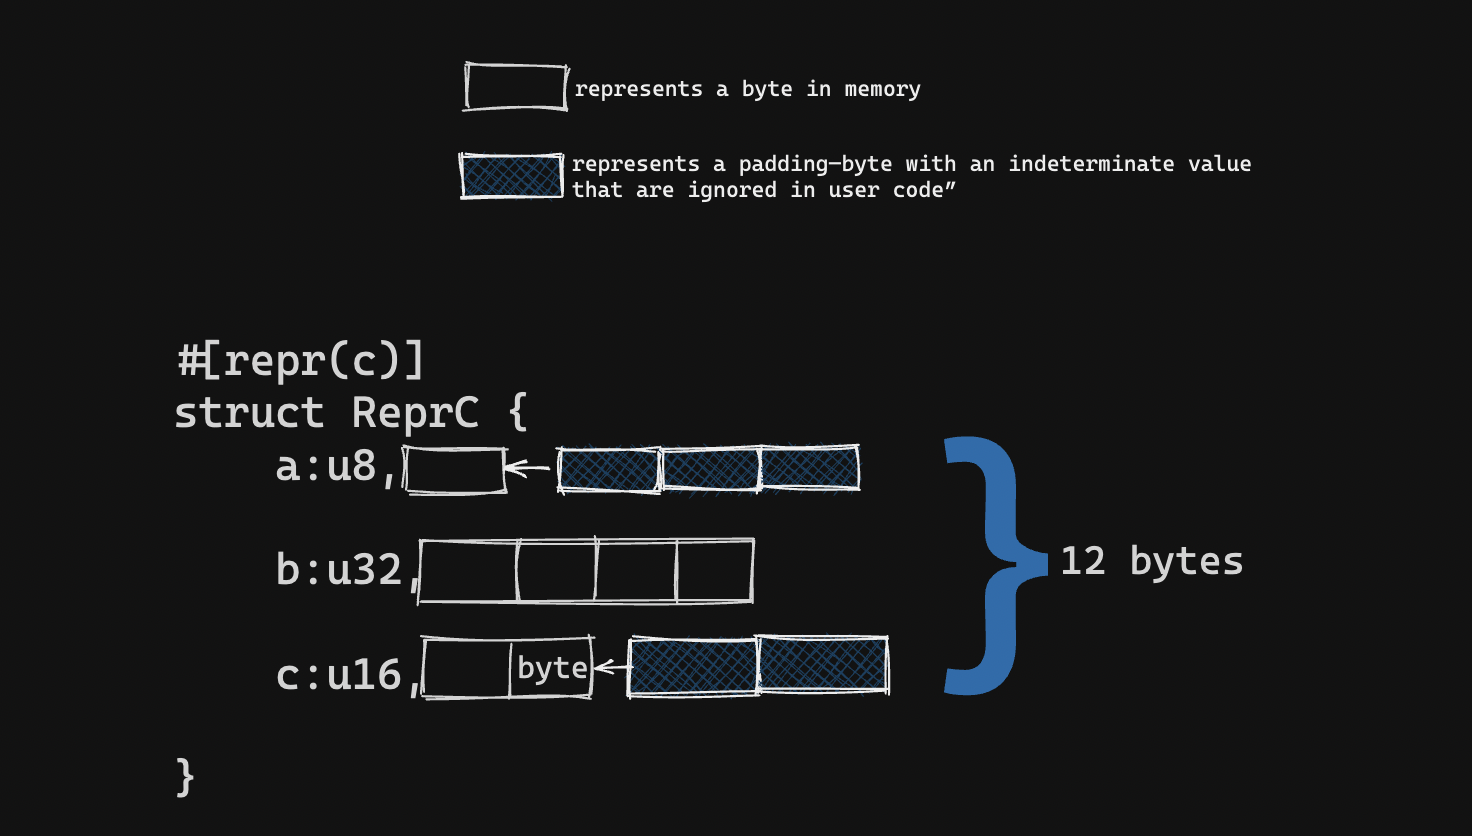 represents a byte in memory
represents a padding—byte with an indeterminate value
that are ignored in user code”
#[repr(c)]
struct ReprC {
a:u8,
b:u32,
12 bytes
c:u16,
byte
}